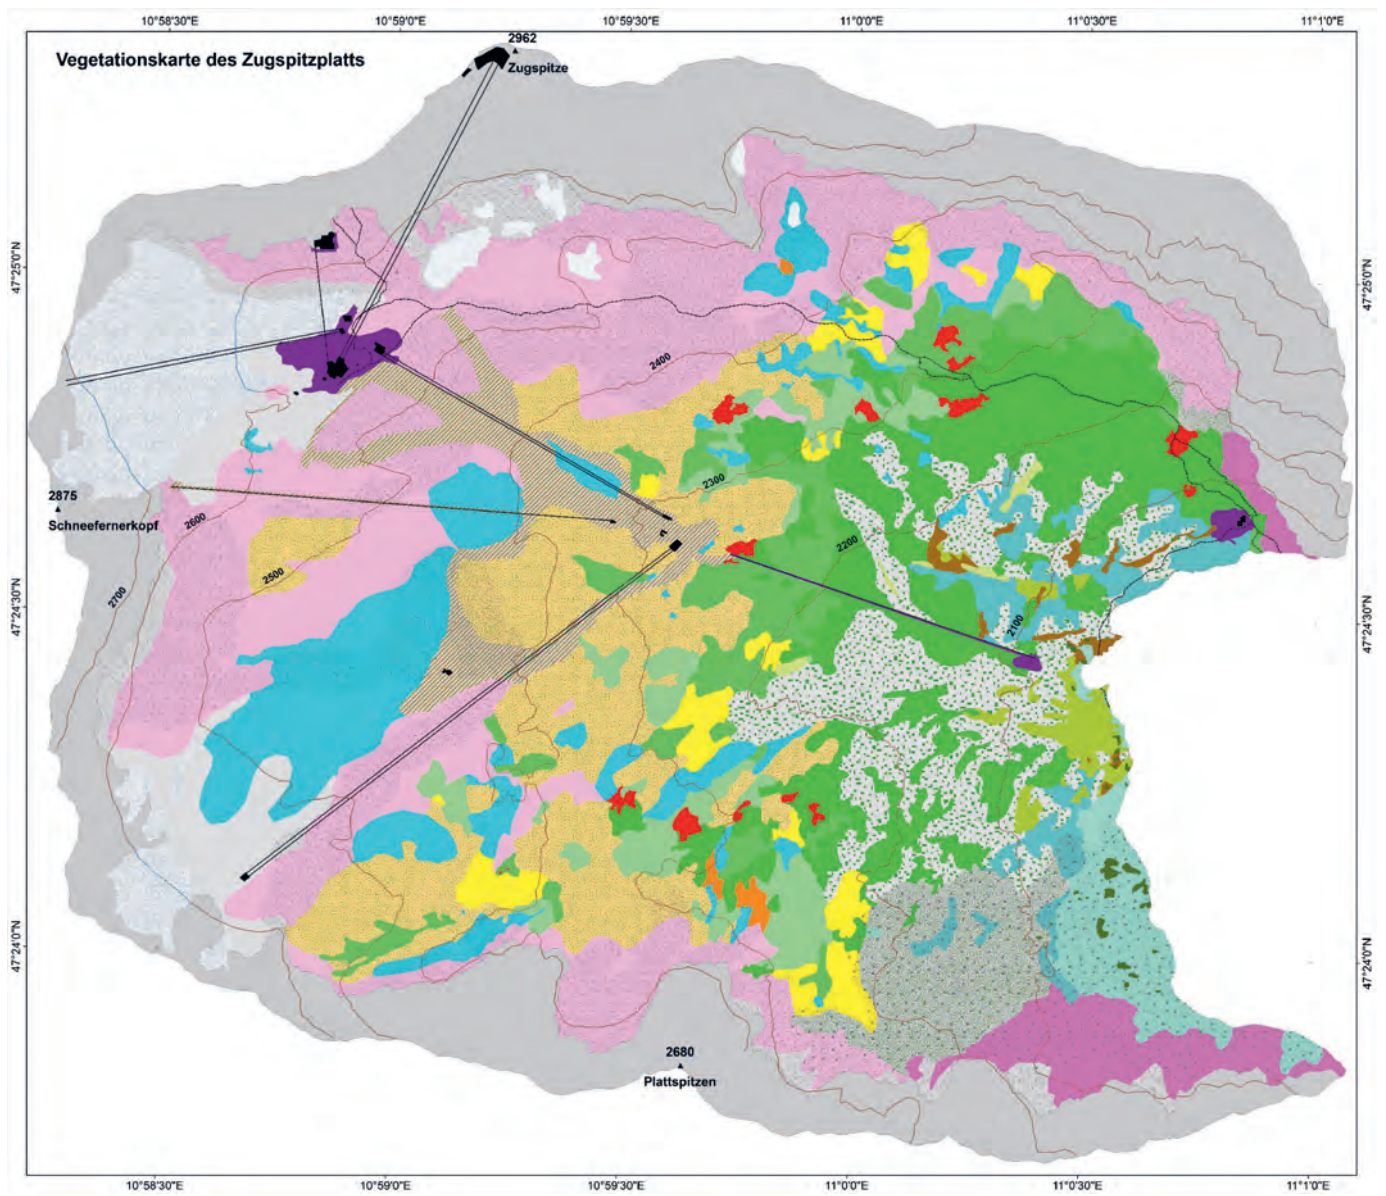 10°58'30"E 10°59'0"E 10°59'30"E 11°0'0"E 11°0'30"E 11°1'0"E
Vegetationskarte des Zugspitzplatts
2962
Zugspitze
47°25'0"N
47°25'0"N
2400
2300
2875
Schneefernerkopf
2600
2200
2500
2700
47°24'30"N
47°24'30"N
2100
47°24'0"N
47°24'0"N
2680
Plattspitzen
10°58'30"E 10°59'0"E 10°59'30"E 11°0'0"E 11°0'30"E 11°1'0"E